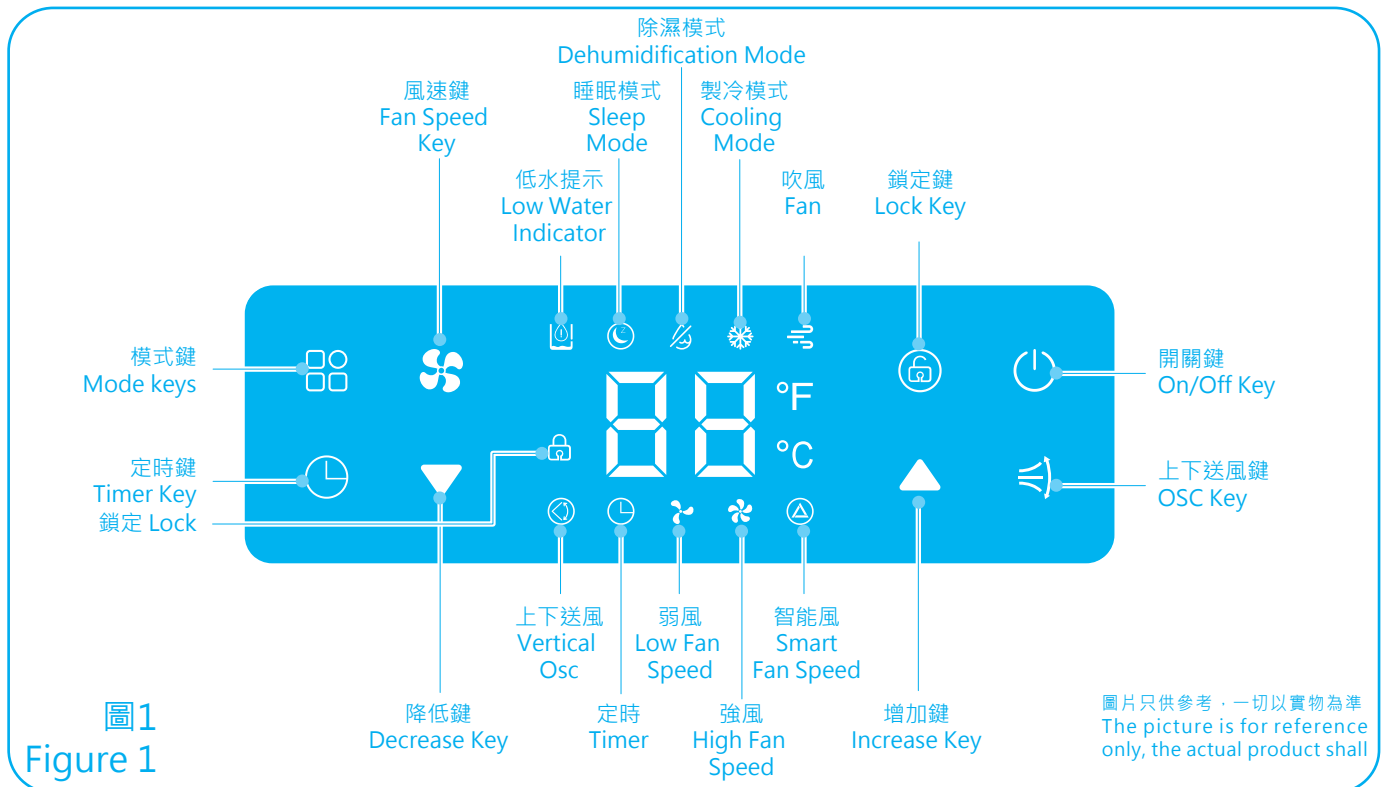 除濕模式
Dehumidification Mode
風速鍵
Fan Speed
Key
睡眠模式
Sleep
Mode
製冷模式
Cooling
Mode
低水提示
Low Water
Indicator
吹風
Fan
鎖定鍵
Lock Key
模式鍵
Mode keys
88
°F
°C
開關鍵
On/Off Key
定時鍵
Timer Key
鎖定 Lock
上下送風鍵
OSC Key
上下送風
Vertical
Osc
弱風
Low Fan
Speed
智能風
Smart
Fan Speed
降低鍵
Decrease Key
定時
Timer
強風
High Fan
Speed
增加鍵
Increase Key
圖1
Figure 1
圖片只供參考，一切以實物為準
The picture is for reference
only, the actual product shall